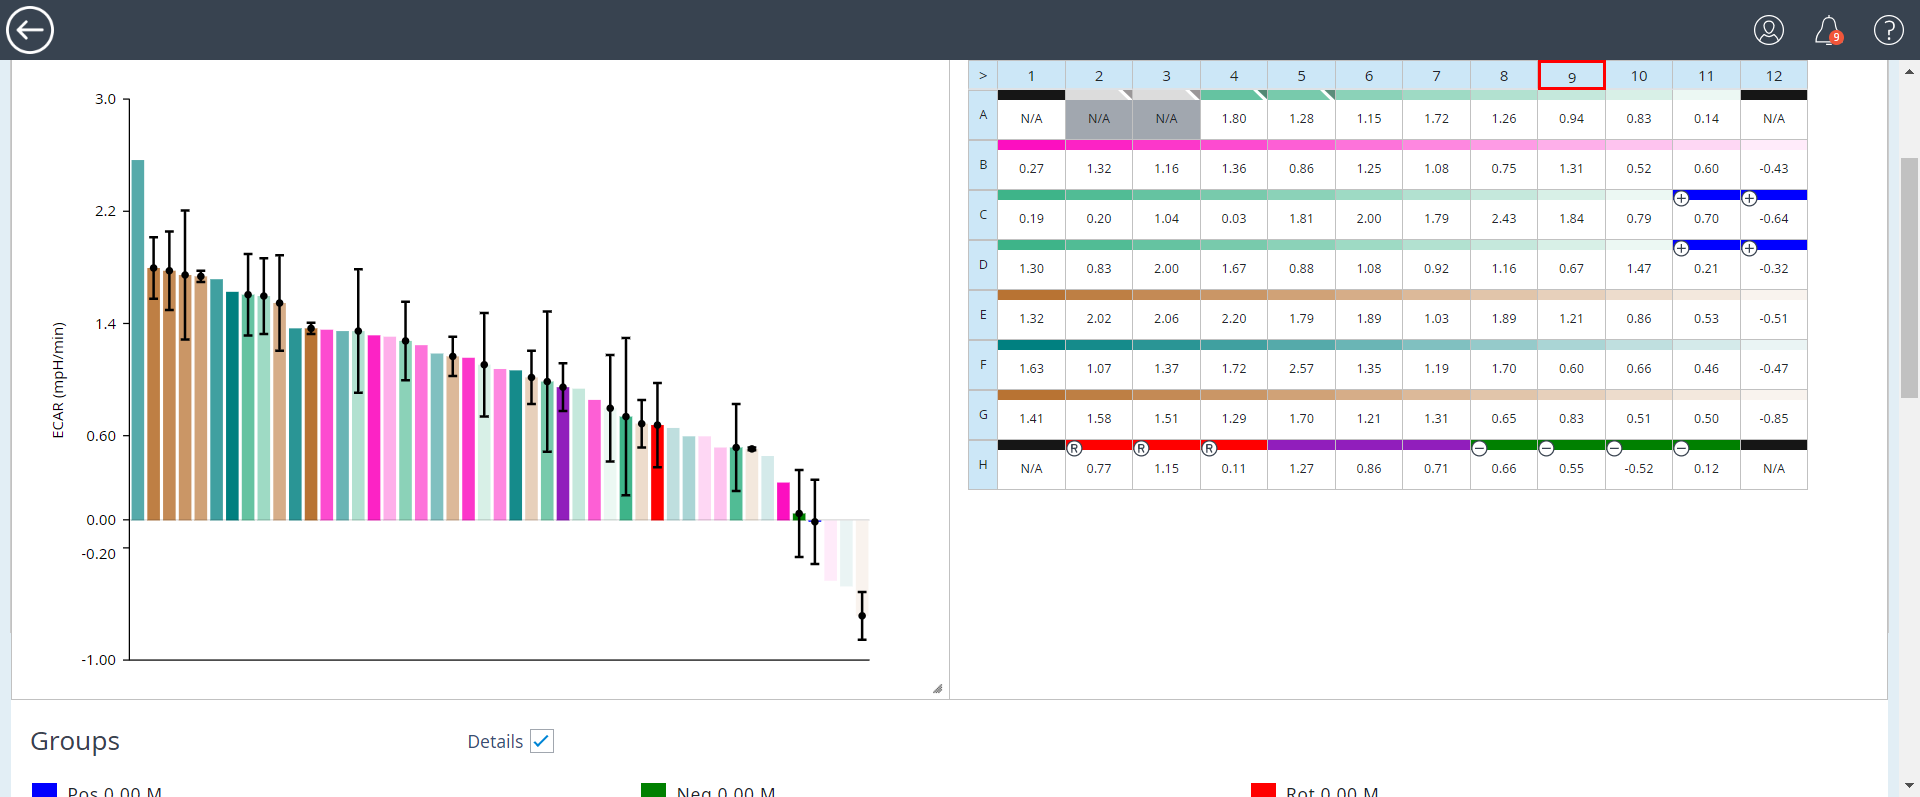 9
?
3.0
2.2
1.4
0.60
0.00
-0.20
-1.00
ECAR (mpH/min)
> 1 2 3 4 5 6 7 8 9 10 11 12
A N/A N/A N/A 1.80 1.28 1.15 1.72 1.26 0.94 0.83 0.14 N/A
B 0.27 1.32 1.16 1.36 0.86 1.25 1.08 0.75 1.31 0.52 0.60 -0.43
+ +
C 0.19 0.20 1.04 0.03 1.81 2.00 1.79 2.43 1.84 0.79 0.70 -0.64
+ +
D 1.30 0.83 2.00 1.67 0.88 1.08 0.92 1.16 0.67 1.47 0.21 -0.32
E 1.32 2.02 2.06 2.20 1.79 1.89 1.03 1.89 1.21 0.86 0.53 -0.51
F 1.63 1.07 1.37 1.72 2.57 1.35 1.19 1.70 0.60 0.66 0.46 -0.47
G 1.41 1.58 1.51 1.29 1.70 1.21 1.31 0.65 0.83 0.51 0.50 -0.85
R R R − − − −
H N/A 0.77 1.15 0.11 1.27 0.86 0.71 0.66 0.55 -0.52 0.12 N/A
Groups
Details
Pos 0.00 M
Neg 0.00 M
Rot 0.00 M